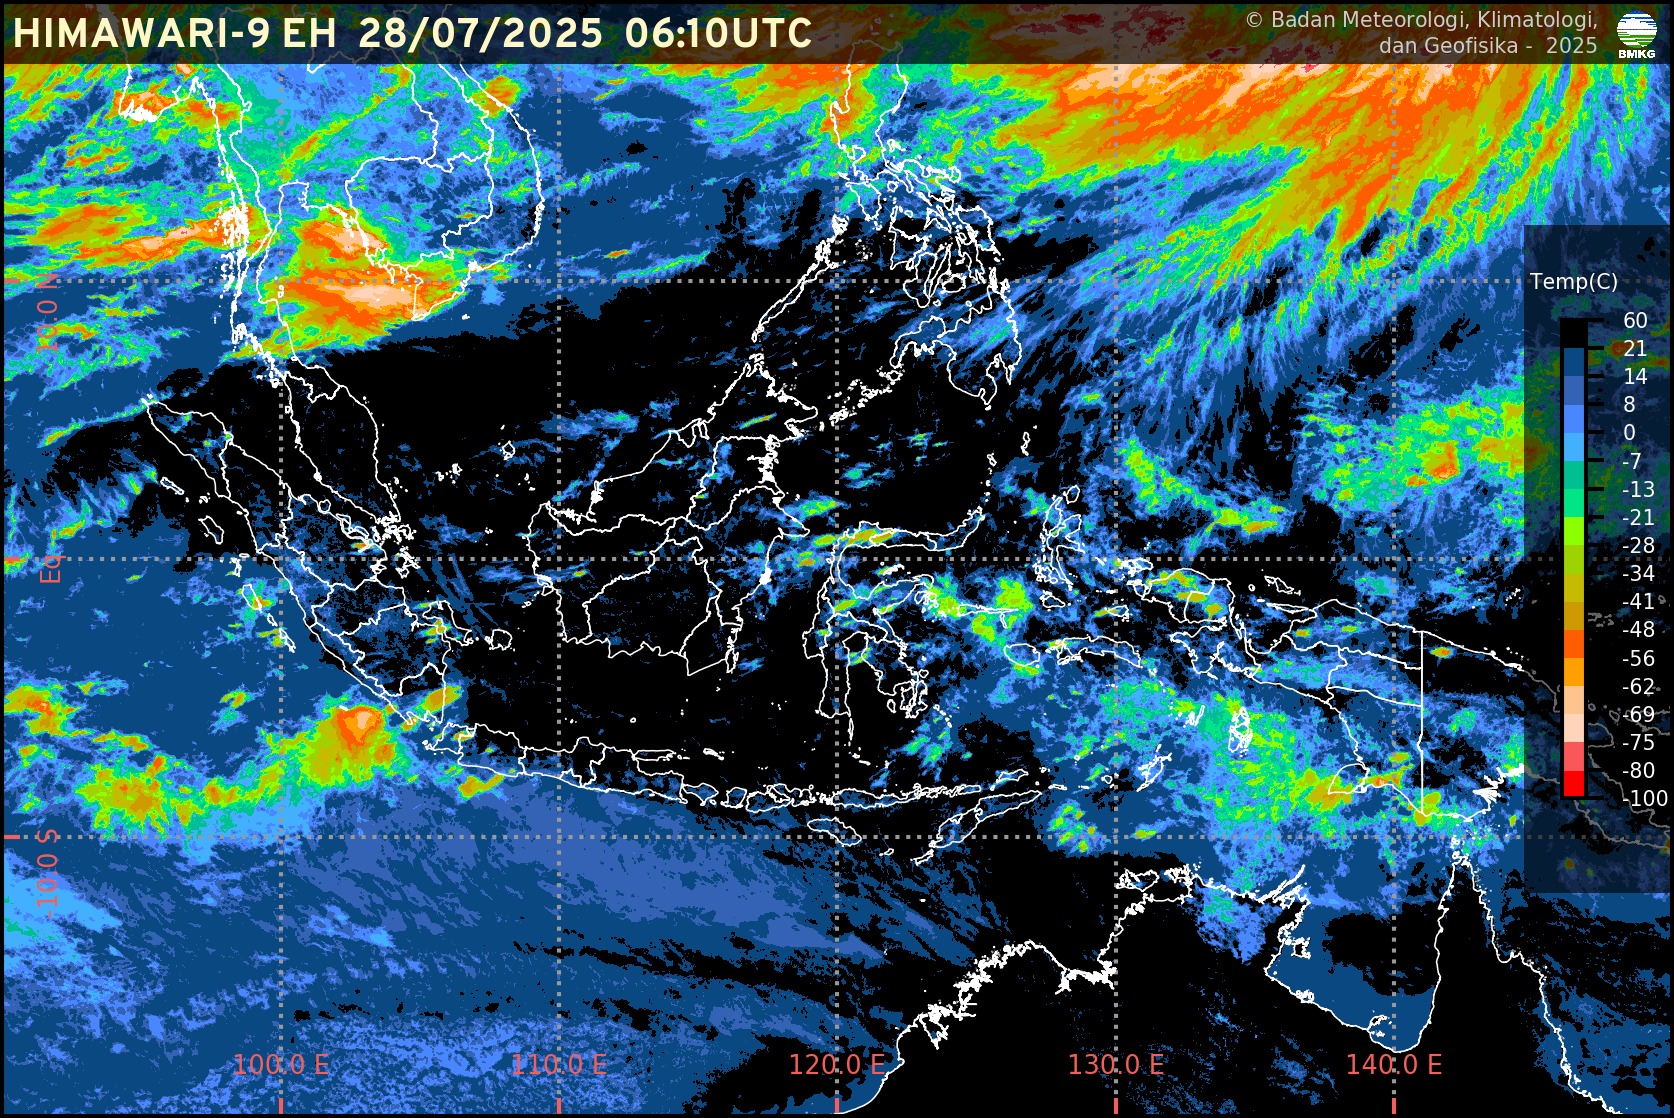 HIMAWARI-9 EH 28/07/2025 06:10UTC
© Badan Meteorologi, Klimatologi,
dan Geofisika - 2025
BMKG
Temp(C)
60
21
14
8
0
-7
-13
-21
-28
-34
-41
-48
-56
-62
-69
-75
-80
-100
10.0 N
Eq
-10.0 S
100.0 E
110.0 E
120.0 E
130.0 E
140.0 E